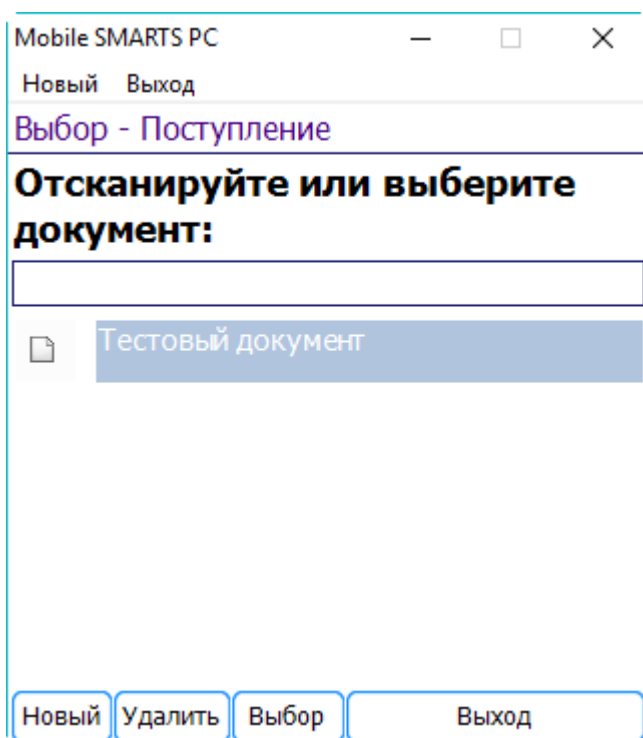 Mobile SMARTS PC
Новый Выход
Выбор - Поступление
Отсканируйте или выберите
документ:
Тестовый документ
Новый Удалить Выбор Выход